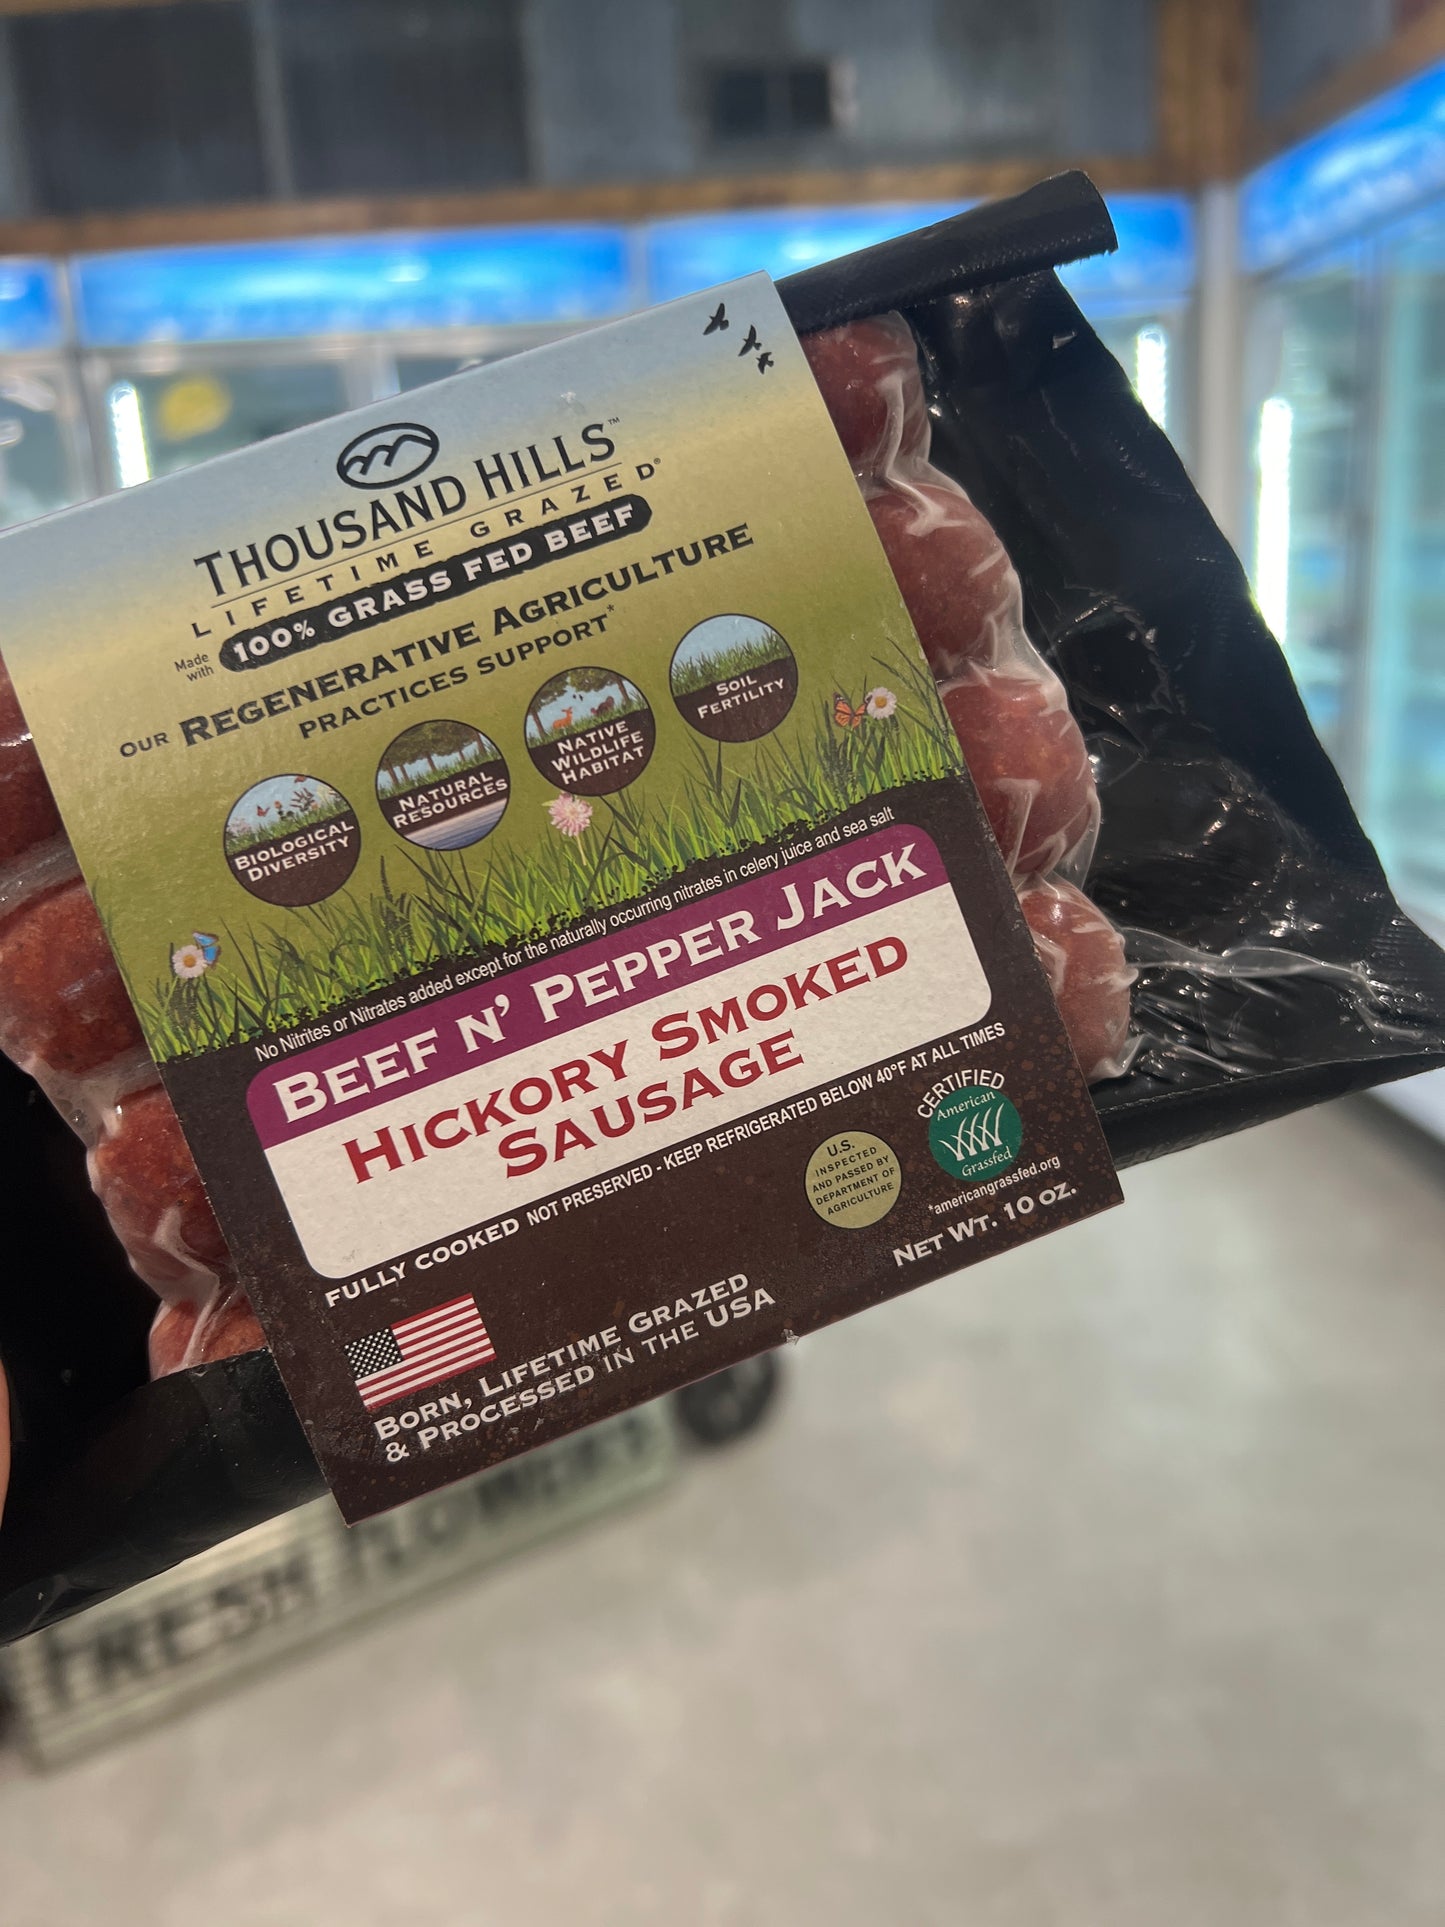 THOUSAND HILLS™
LIFETIME GRAZED®
Made with 100% GRASS FED BEEF
OUR REGENERATIVE AGRICULTURE
PRACTICES SUPPORT*
BIOLOGICAL
DIVERSITY
NATURAL
RESOURCES
NATIVE
WILDLIFE
HABITAT
SOIL
FERTILITY
No Nitrites or Nitrates added except for the naturally occurring nitrates in celery juice and sea salt
BEEF N' PEPPER JACK
HICKORY SMOKED
SAUSAGE
FULLY COOKED NOT PRESERVED - KEEP REFRIGERATED BELOW 40°F AT ALL TIMES
U.S.
INSPECTED
AND PASSED BY
DEPARTMENT OF
AGRICULTURE
CERTIFIED
American
Grassfed
*americangrassfed.org
NET WT. 10 OZ.
BORN, LIFETIME GRAZED
& PROCESSED IN THE USA
FRESH FLOWERS